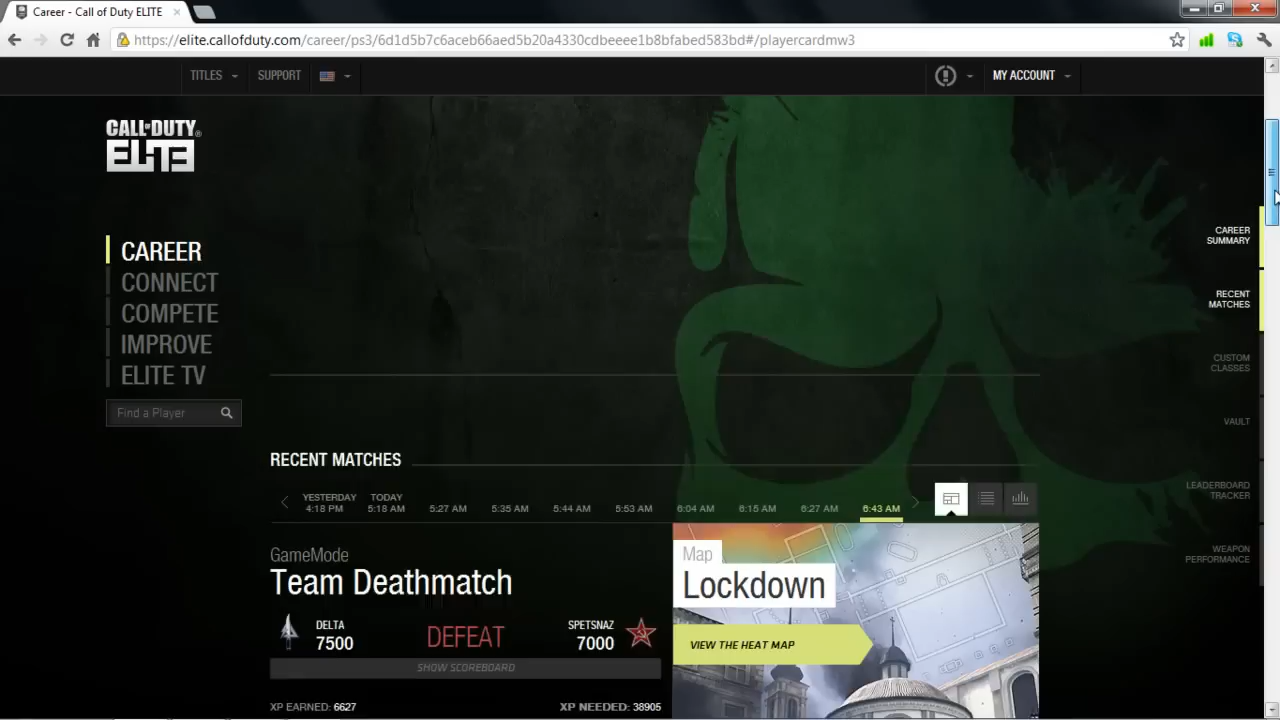 Career - Call of Duty ELITE
https://elite.callofduty.com/career/ps3/6d1d5b7c6aceb66aed5b20a4330cdbeeee1b8bfabed583bd#/playercardmw3
TITLES
SUPPORT
MY ACCOUNT
CALL OF DUTY®
ELITE
CAREER
CONNECT
COMPETE
IMPROVE
ELITE TV
Find a Player
CAREER
SUMMARY
RECENT
MATCHES
CUSTOM
CLASSES
VAULT
LEADERBOARD
TRACKER
WEAPON
PERFORMANCE
RECENT MATCHES
YESTERDAY
4:18 PM
TODAY
5:18 AM
5:27 AM
5:35 AM
5:44 AM
5:53 AM
6:04 AM
6:15 AM
6:27 AM
6:43 AM
GameMode
Team Deathmatch
DELTA
7500
DEFEAT
SPETSNAZ
7000
SHOW SCOREBOARD
XP EARNED: 6627
XP NEEDED: 38905
Map
Lockdown
VIEW THE HEAT MAP